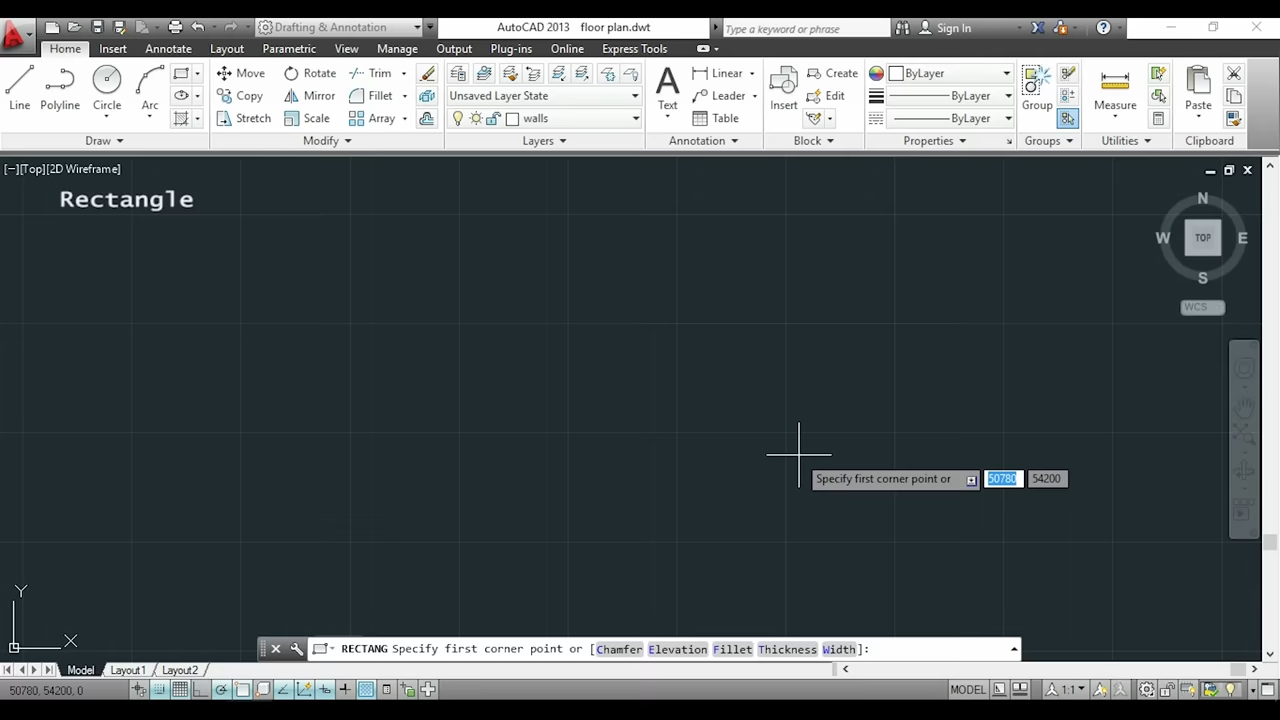 Drafting & Annotation
AutoCAD 2013 floor plan.dwt
Type a keyword or phrase
Sign In
Home Insert Annotate Layout Parametric View Manage Output Plug-ins Online Express Tools
Line Polyline Circle Arc
Move Rotate Trim
Copy Mirror Fillet
Stretch Scale Array
Unsaved Layer State
walls
Text
Linear
Leader
Table
Insert
Create
Edit
ByLayer
ByLayer
ByLayer
Group
Measure
Paste
Draw Modify Layers Annotation Block Properties Groups Utilities Clipboard
[−][Top][2D Wireframe]
Rectangle
N
W TOP E
S
WCS
Specify first corner point or 50780 54200
Y
X
RECTANG Specify first corner point or [Chamfer Elevation Fillet Thickness Width]:
Model Layout1 Layout2
50780, 54200, 0
MODEL
1:1